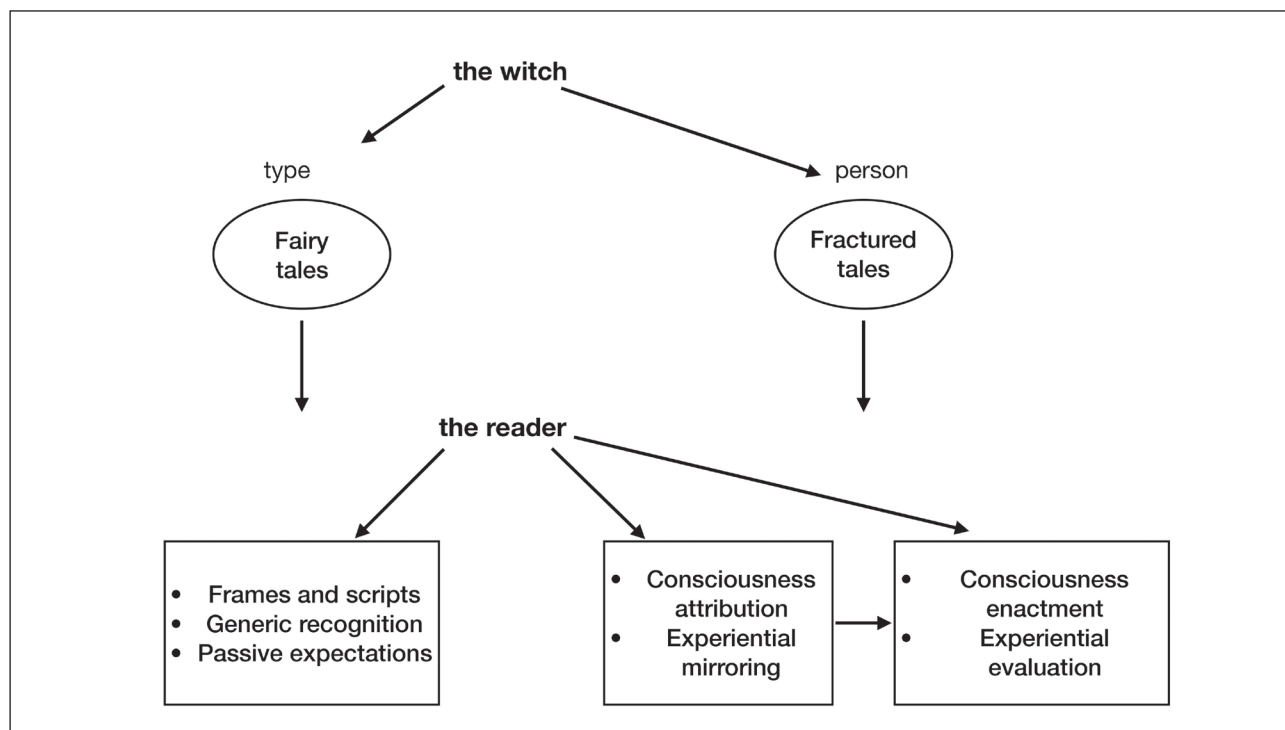 the witch
type
person
Fairy
tales
Fractured
tales
the reader
• Frames and scripts
• Generic recognition
• Passive expectations
• Consciousness
attribution
• Experiential
mirroring
• Consciousness
enactment
• Experiential
evaluation